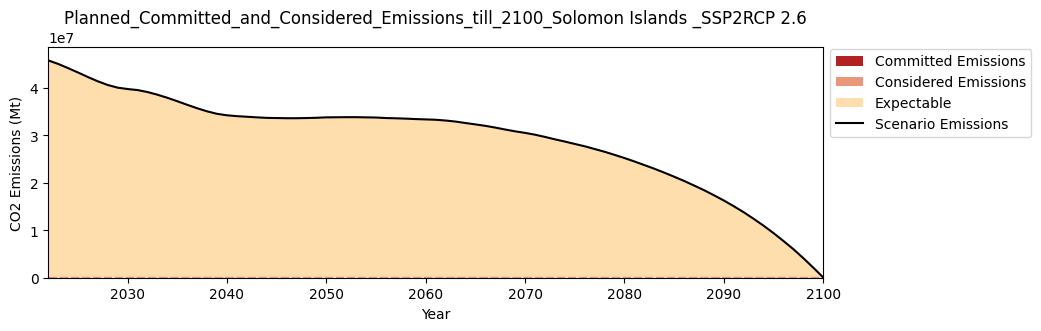 Planned_Committed_and_Considered_Emissions_till_2100_Solomon Islands _SSP2RCP 2.6
1e7
4
3
2
1
0
CO2 Emissions (Mt)
2030 2040 2050 2060 2070 2080 2090 2100
Year
Committed Emissions
Considered Emissions
Expectable
Scenario Emissions